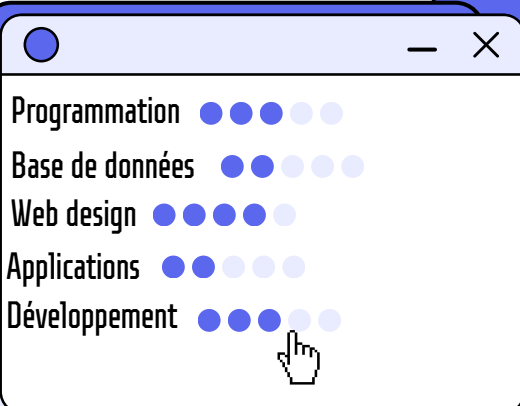 Programmation
Base de données
Web design
Applications
Développement